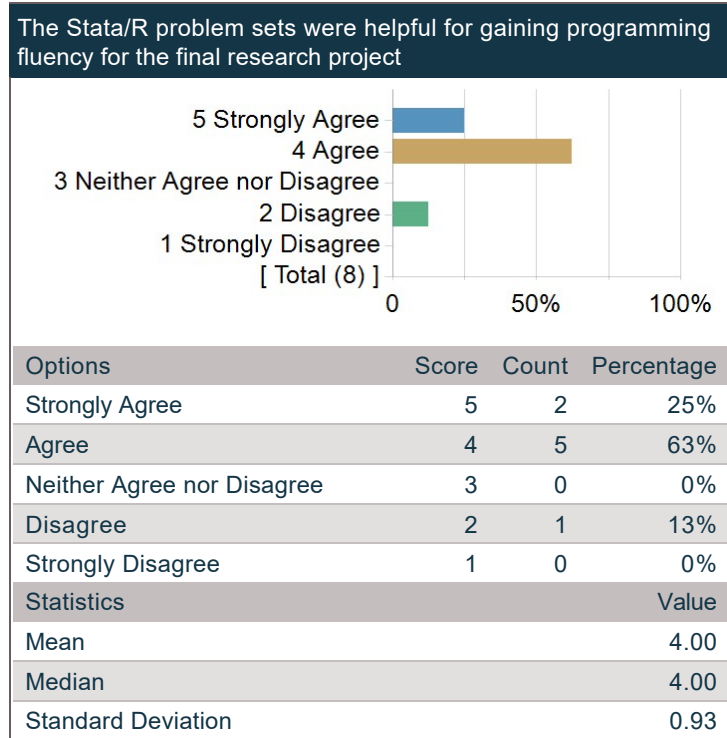 The Stata/R problem sets were helpful for gaining programming
fluency for the final research project
5 Strongly Agree
4 Agree
3 Neither Agree nor Disagree
2 Disagree
1 Strongly Disagree
[ Total (8) ]
0 50% 100%
Options Score Count Percentage
Strongly Agree 5 2 25%
Agree 4 5 63%
Neither Agree nor Disagree 3 0 0%
Disagree 2 1 13%
Strongly Disagree 1 0 0%
Statistics Value
Mean 4.00
Median 4.00
Standard Deviation 0.93